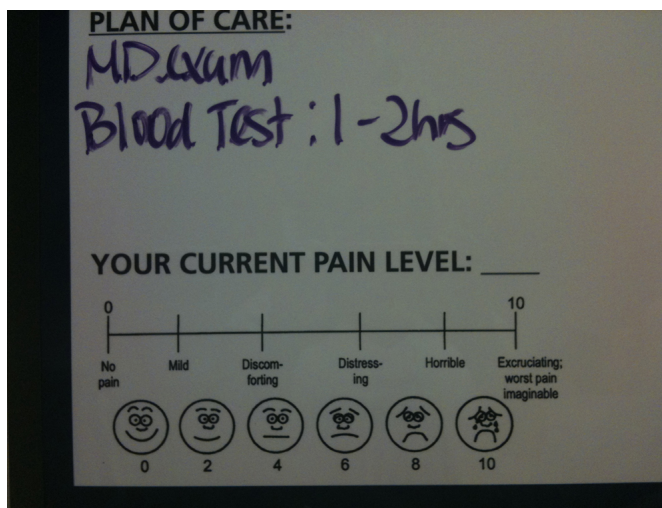 PLAN OF CARE:
MD.exam
Blood Test: 1-2hrs
YOUR CURRENT PAIN LEVEL: ____
0 10
No pain Mild Discom-forting Distress-ing Horrible Excruciating; worst pain imaginable
0 2 4 6 8 10